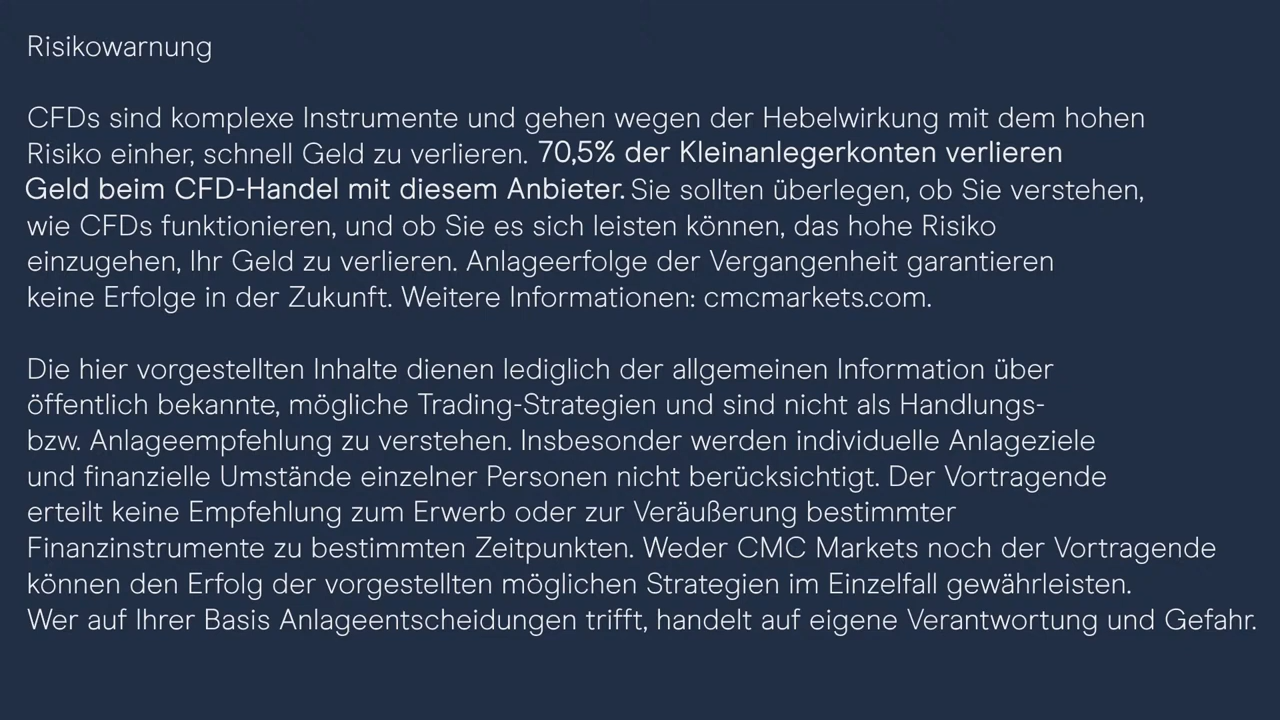 Risikowarnung
CFDs sind komplexe Instrumente und gehen wegen der Hebelwirkung mit dem hohen
Risiko einher, schnell Geld zu verlieren. 70,5% der Kleinanlegerkonten verlieren
Geld beim CFD-Handel mit diesem Anbieter. Sie sollten überlegen, ob Sie verstehen,
wie CFDs funktionieren, und ob Sie es sich leisten können, das hohe Risiko
einzugehen, Ihr Geld zu verlieren. Anlageerfolge der Vergangenheit garantieren
keine Erfolge in der Zukunft. Weitere Informationen: cmcmarkets.com.
Die hier vorgestellten Inhalte dienen lediglich der allgemeinen Information über
öffentlich bekannte, mögliche Trading-Strategien und sind nicht als Handlungs-
bzw. Anlageempfehlung zu verstehen. Insbesonder werden individuelle Anlageziele
und finanzielle Umstände einzelner Personen nicht berücksichtigt. Der Vortragende
erteilt keine Empfehlung zum Erwerb oder zur Veräußerung bestimmter
Finanzinstrumente zu bestimmten Zeitpunkten. Weder CMC Markets noch der Vortragende
können den Erfolg der vorgestellten möglichen Strategien im Einzelfall gewährleisten.
Wer auf Ihrer Basis Anlageentscheidungen trifft, handelt auf eigene Verantwortung und Gefahr.